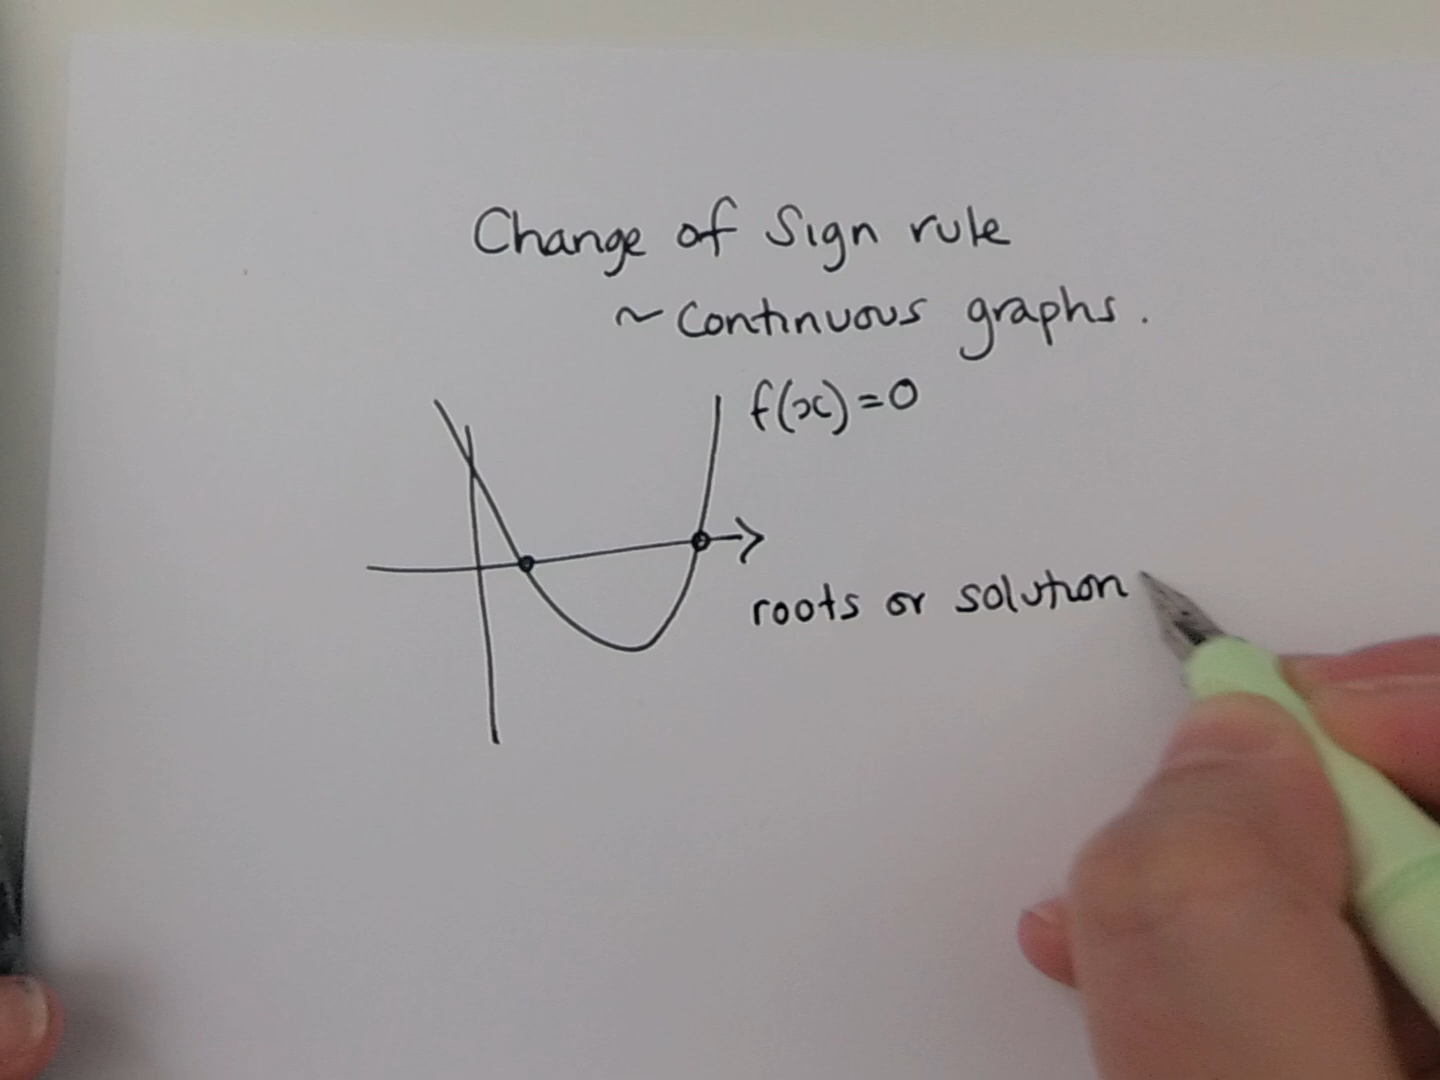 Change of Sign rule
~ Continuous graphs.
f(x)=0
roots or solution